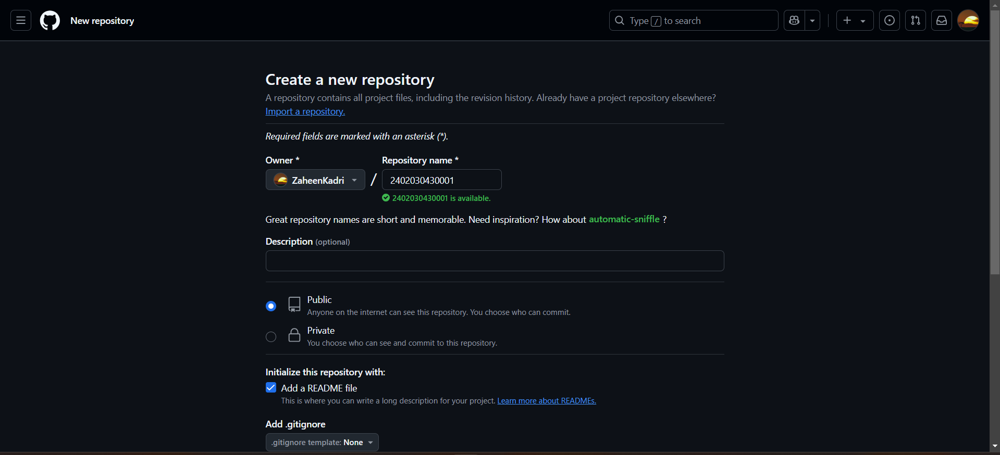 New repository
Type / to search
Create a new repository
A repository contains all project files, including the revision history. Already have a project repository elsewhere?
Import a repository.
Required fields are marked with an asterisk (*).
Owner *
Repository name *
ZaheenKadri
/
2402030430001
2402030430001 is available.
Great repository names are short and memorable. Need inspiration? How about automatic-sniffle ?
Description (optional)
Public
Anyone on the internet can see this repository. You choose who can commit.
Private
You choose who can see and commit to this repository.
Initialize this repository with:
Add a README file
This is where you can write a long description for your project. Learn more about READMEs.
Add .gitignore
.gitignore template: None